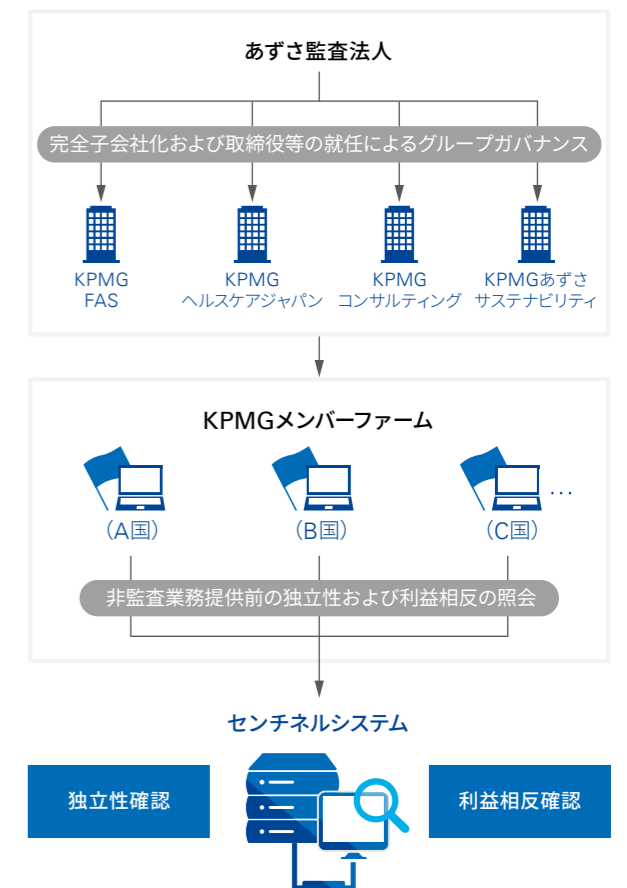 あずさ監査法人
完全子会社化および取締役等の就任によるグループガバナンス
KPMG
FAS
KPMG
ヘルスケアジャパン
KPMG
コンサルティング
KPMGあずさ
サステナビリティ
KPMGメンバーファーム
（A国）
（B国）
（C国）
…
非監査業務提供前の独立性および利益相反の照会
センチネルシステム
独立性確認
利益相反確認